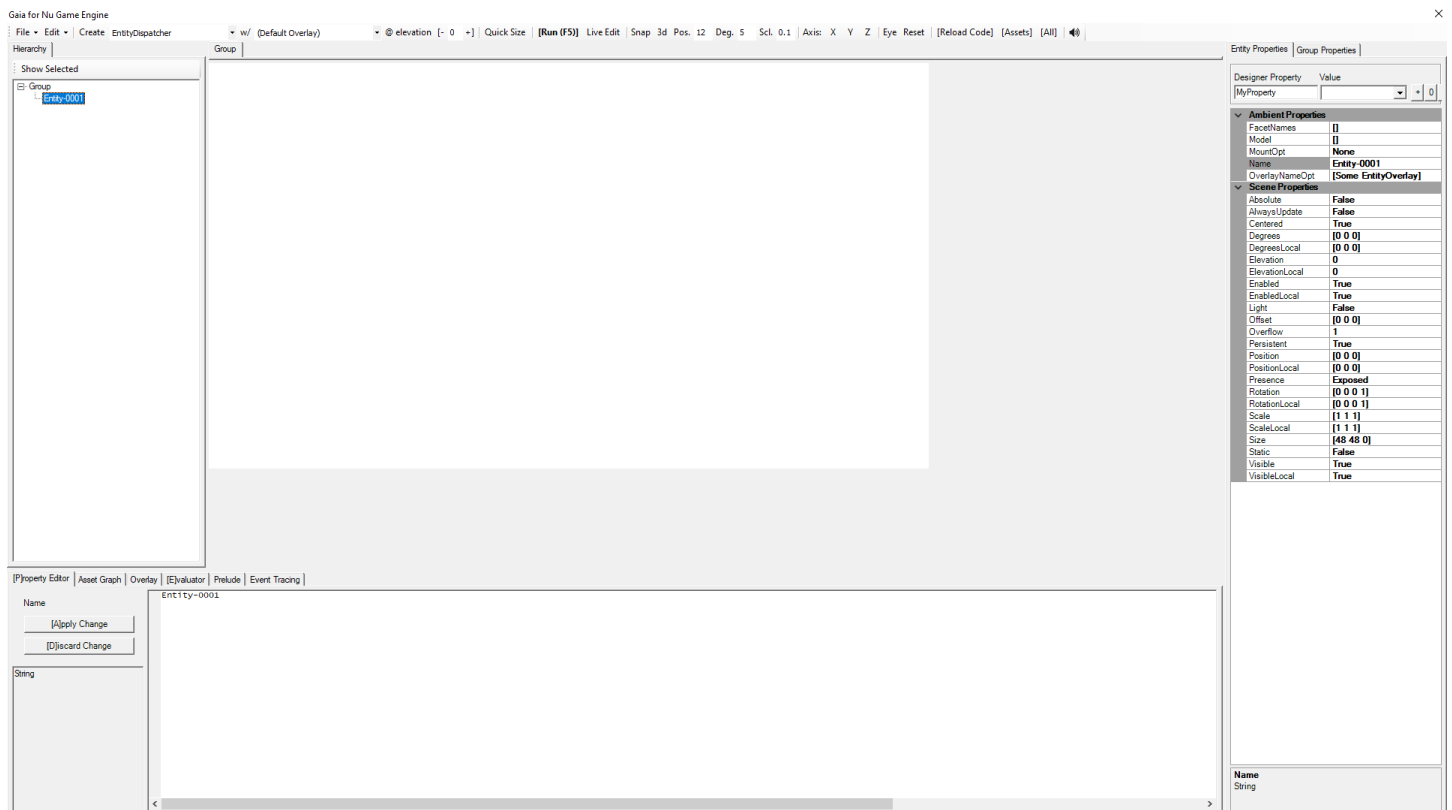 Gaia for Nu Game Engine
File Edit Create EntityDispatcher w/ (Default Overlay) @ elevation [- 0 +] Quick Size [Run (F5)] Live Edit Snap 3d Pos. 12 Deg. 5 Scl. 0.1 Axis: X Y Z Eye Reset [Reload Code] [Assets] [All]
Hierarchy
Show Selected
Group
Entity-0001
Group
[P]roperty Editor Asset Graph Overlay [E]valuator Prelude Event Tracing
Name
[A]pply Change
[D]iscard Change
String
Entity-0001
Entity Properties Group Properties
Designer Property Value
MyProperty + 0
Ambient Properties
FacetNames []
Model []
MountOpt None
Name Entity-0001
OverlayNameOpt [Some EntityOverlay]
Scene Properties
Absolute False
AlwaysUpdate False
Centered True
Degrees [0 0 0]
DegreesLocal [0 0 0]
Elevation 0
ElevationLocal 0
Enabled True
EnabledLocal True
Light False
Offset [0 0 0]
Overflow 1
Persistent True
Position [0 0 0]
PositionLocal [0 0 0]
Presence Exposed
Rotation [0 0 0 1]
RotationLocal [0 0 0 1]
Scale [1 1 1]
ScaleLocal [1 1 1]
Size [48 48 0]
Static False
Visible True
VisibleLocal True
Name
String